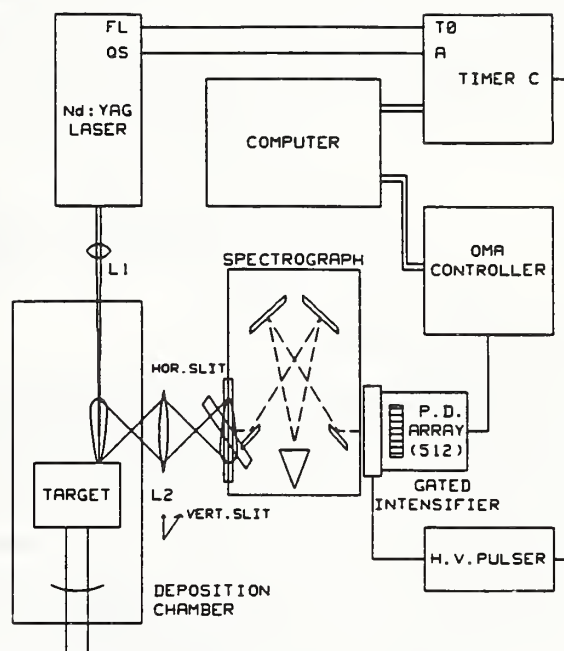 FL
T0
QS
A
TIMER C
Nd:YAG
LASER
COMPUTER
L1
SPECTROGRAPH
OMA
CONTROLLER
HOR.SLIT
P.D.
ARRAY
(512)
TARGET
L2
GATED
INTENSIFIER
VERT.SLIT
H.V.PULSER
DEPOSITION
CHAMBER